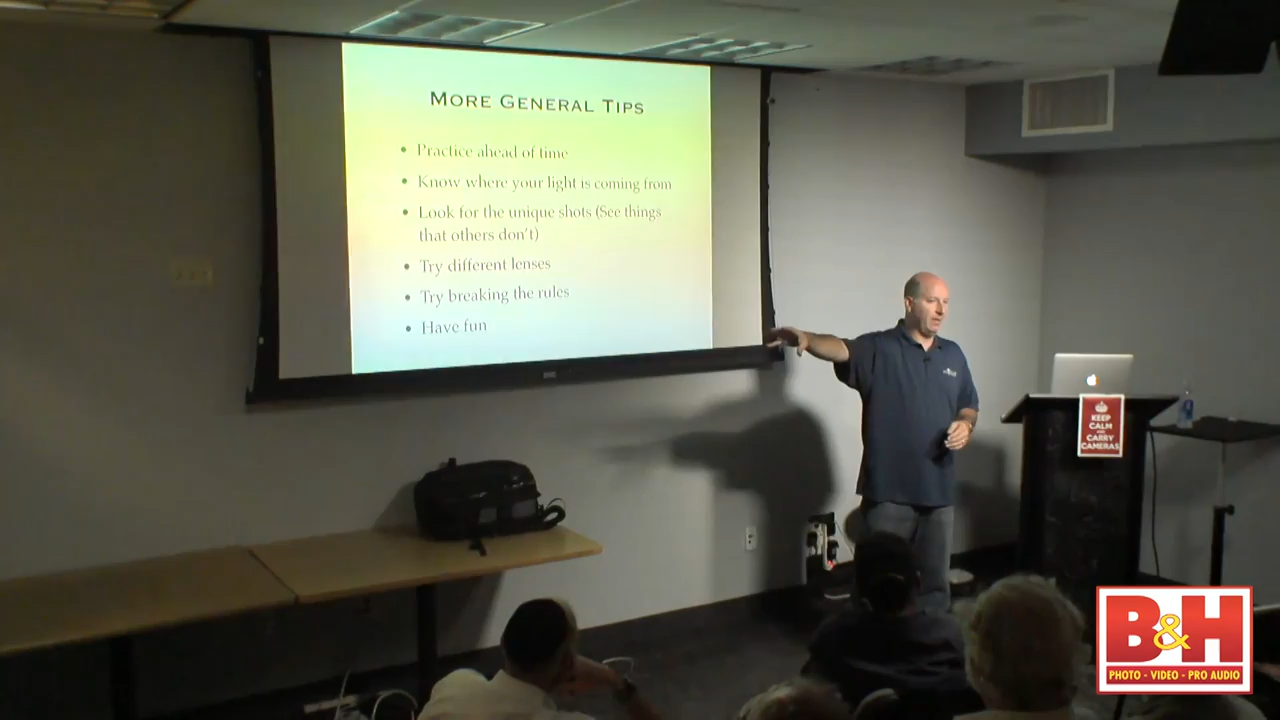 MORE GENERAL TIPS
• Practice ahead of time
• Know where your light is coming from
• Look for the unique shots (See things
that others don't)
• Try different lenses
• Try breaking the rules
• Have fun
KEEP
CALM
AND
CARRY
CAMERAS
B&H
PHOTO - VIDEO - PRO AUDIO